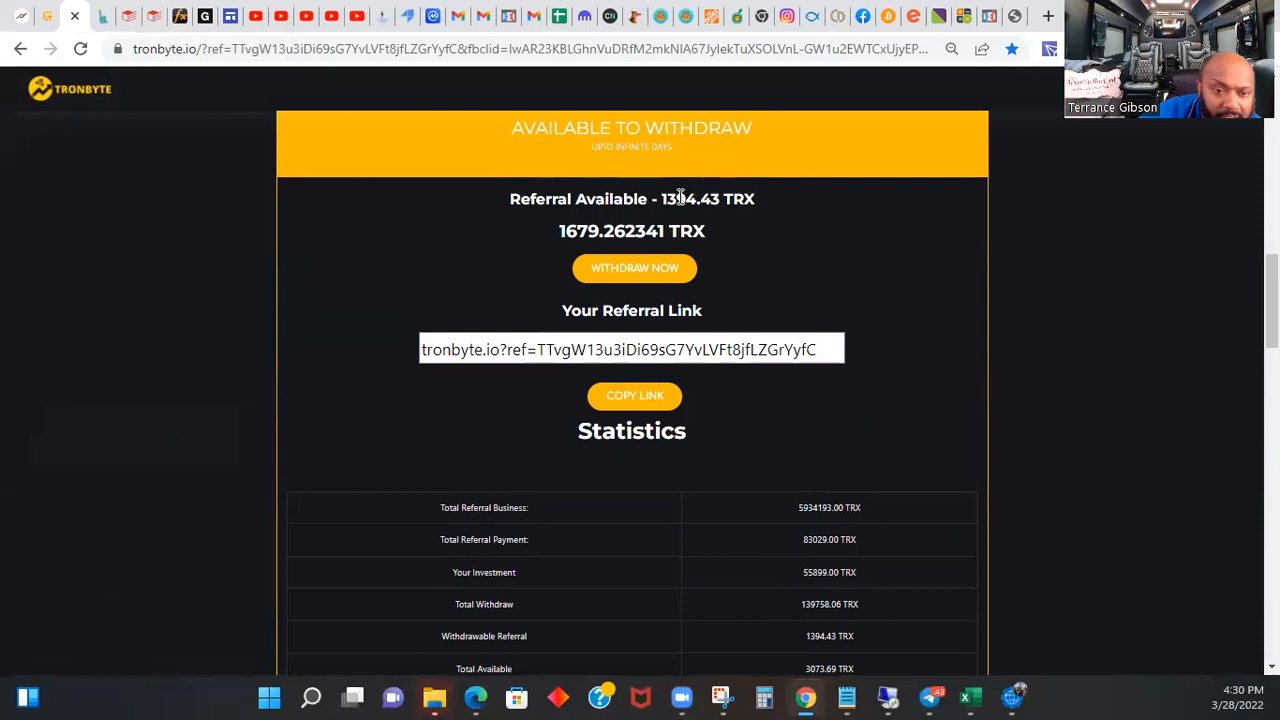 tronbyte.io/?ref=TTvgW13u3iDi69sG7YvLVFt8jfLZGrYyfC&fbclid=IwAR23KBLGhnVuDRfM2mkNIA67JylekTuXSOLVnL-GW1u2EWTCxUjyEP...
Terrance Gibson
TRONBYTE
AVAILABLE TO WITHDRAW
UPTO INFINITE DAYS
Referral Available - 1394.43 TRX
1679.262341 TRX
WITHDRAW NOW
Your Referral Link
tronbyte.io?ref=TTvgW13u3iDi69sG7YvLVFt8jfLZGrYyfC
COPY LINK
Statistics
Total Referral Business: 5934193.00 TRX
Total Referral Payment: 83029.00 TRX
Your Investment 55899.00 TRX
Total Withdraw 139758.06 TRX
Withdrawable Referral 1394.43 TRX
Total Available 3073.69 TRX
43
4:30 PM
3/28/2022